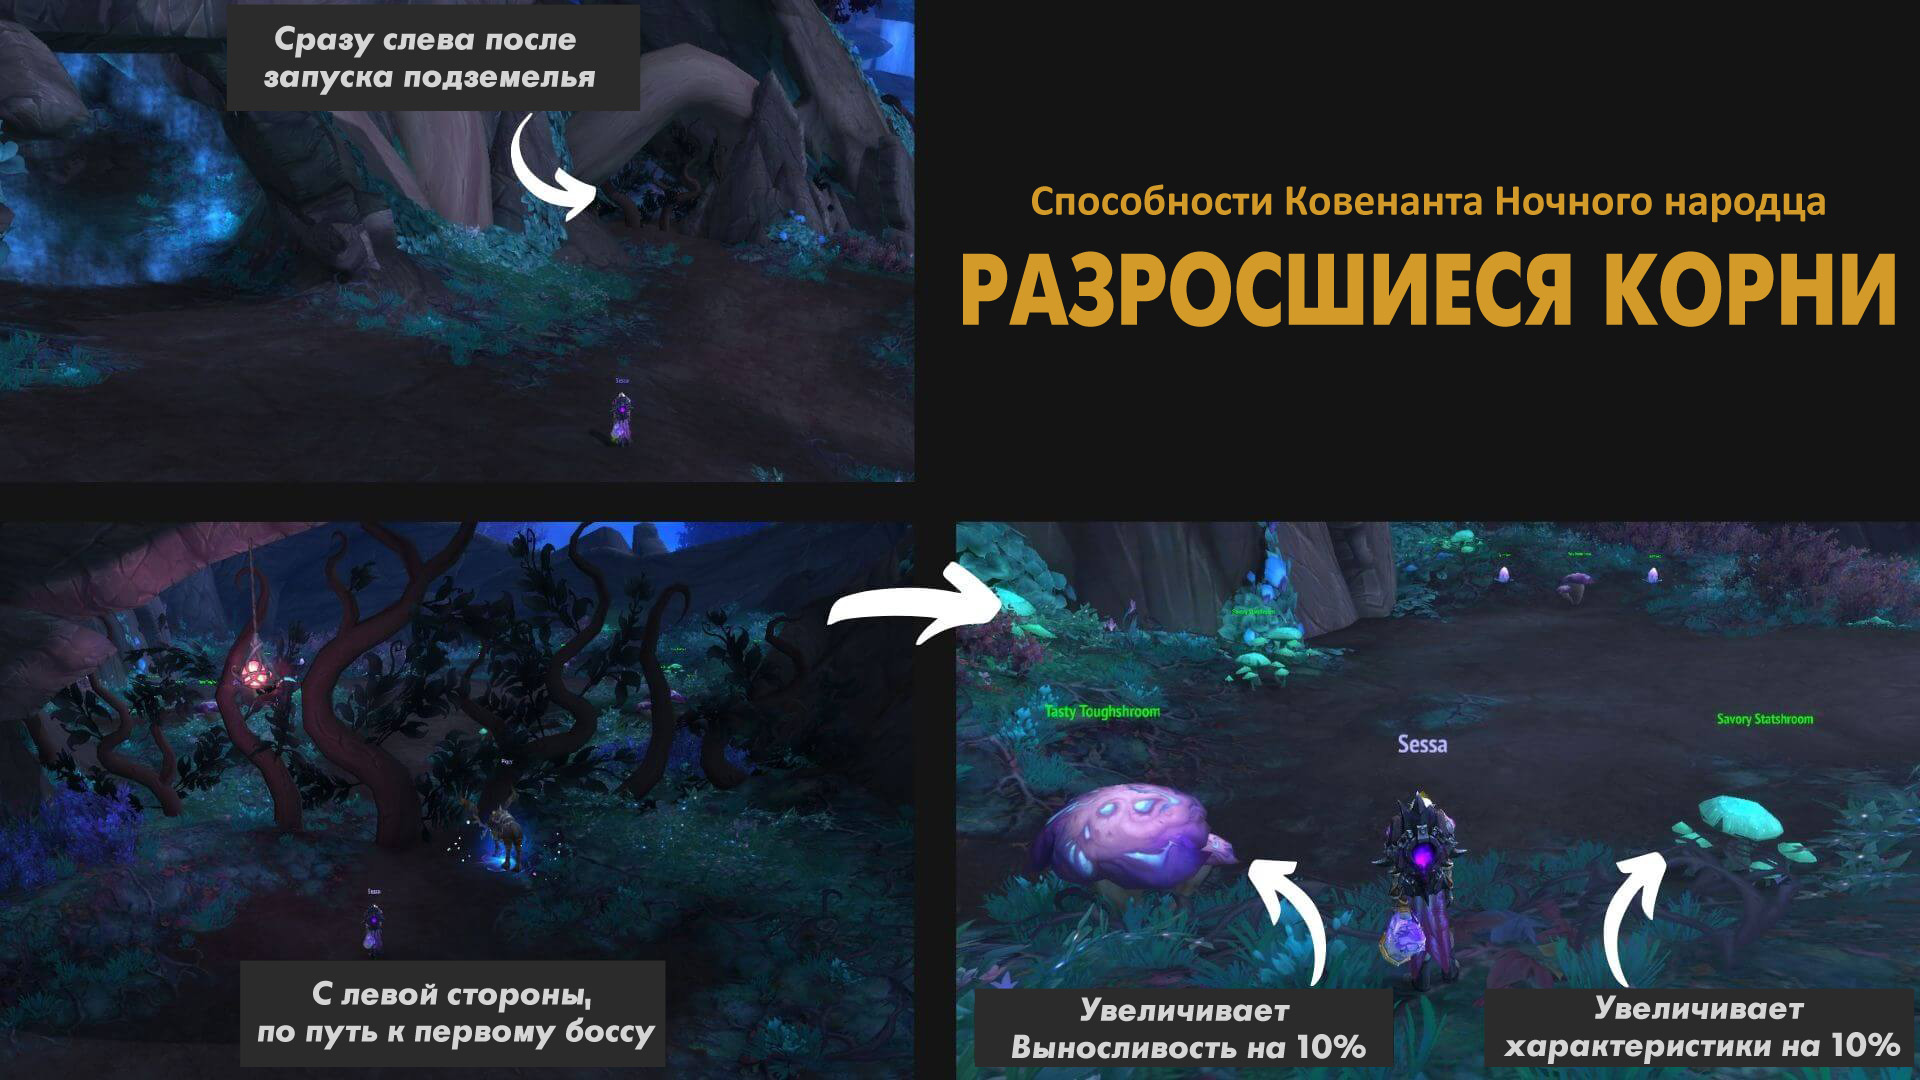 Сразу слева после
запуска подземелья
Способности Ковенанта Ночного народца
РАЗРОСШИЕСЯ КОРНИ
Sessa
Sessa
С левой стороны,
по путь к первому боссу
Tasty Toughshroom
Savory Statshroom
Sessa
Увеличивает
Выносливость на 10%
Увеличивает
характеристики на 10%